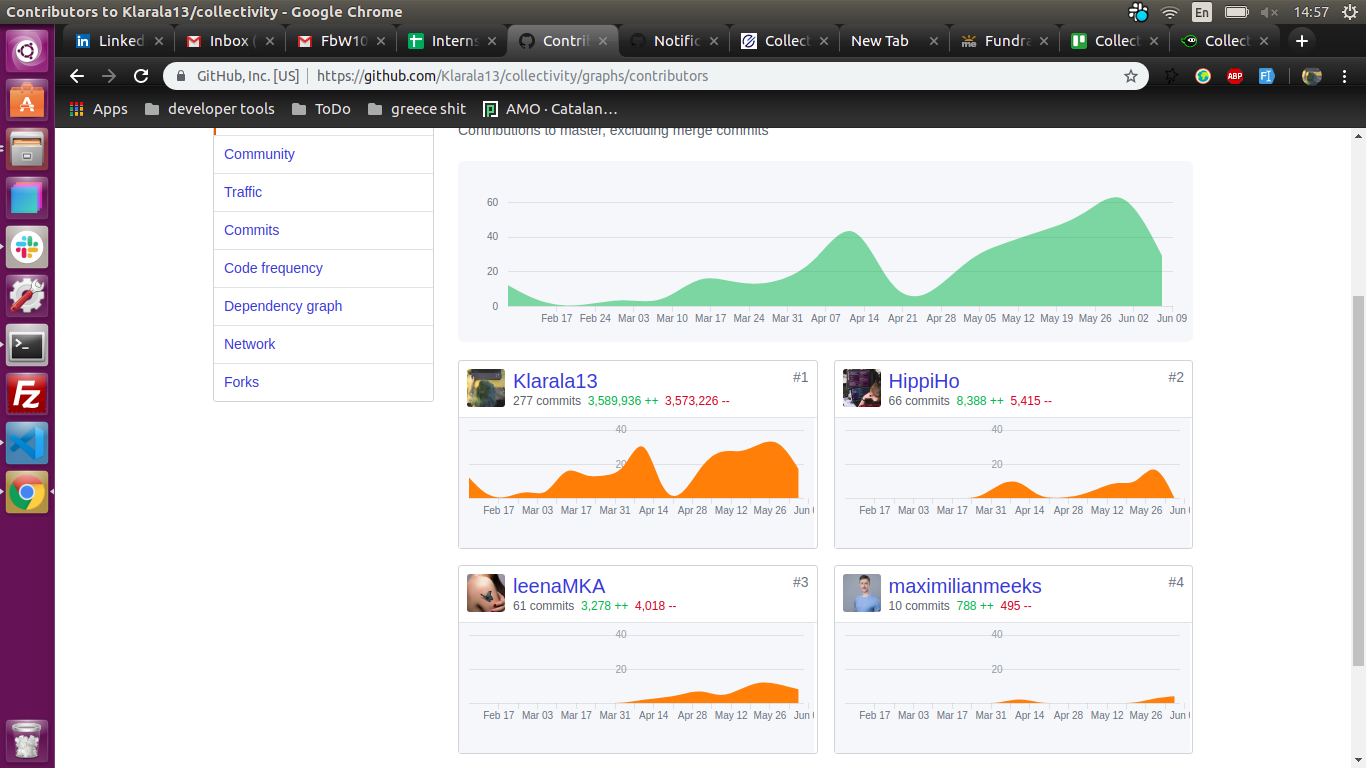 Contributors to Klarala13/collectivity - Google Chrome
En
14:57
Linked
Inbox (
FbW10
Interns
Contrib
Notific
Collect
New Tab
Fundra
Collect
Collect
GitHub, Inc. [US] https://github.com/Klarala13/collectivity/graphs/contributors
ABP
Apps
developer tools
ToDo
greece shit
AMO · Catalan…
Contributions to master, excluding merge commits
Community
Traffic
Commits
Code frequency
Dependency graph
Network
Forks
60
40
20
0
Feb 17 Feb 24 Mar 03 Mar 10 Mar 17 Mar 24 Mar 31 Apr 07 Apr 14 Apr 21 Apr 28 May 05 May 12 May 19 May 26 Jun 02 Jun 09
Klarala13
#1
277 commits 3,589,936 ++ 3,573,226 --
40
20
Feb 17 Mar 03 Mar 17 Mar 31 Apr 14 Apr 28 May 12 May 26 Jun
HippiHo
#2
66 commits 8,388 ++ 5,415 --
40
20
Feb 17 Mar 03 Mar 17 Mar 31 Apr 14 Apr 28 May 12 May 26 Jun
leenaMKA
#3
61 commits 3,278 ++ 4,018 --
40
20
Feb 17 Mar 03 Mar 17 Mar 31 Apr 14 Apr 28 May 12 May 26 Jun
maximilianmeeks
#4
10 commits 788 ++ 495 --
40
20
Feb 17 Mar 03 Mar 17 Mar 31 Apr 14 Apr 28 May 12 May 26 Jun